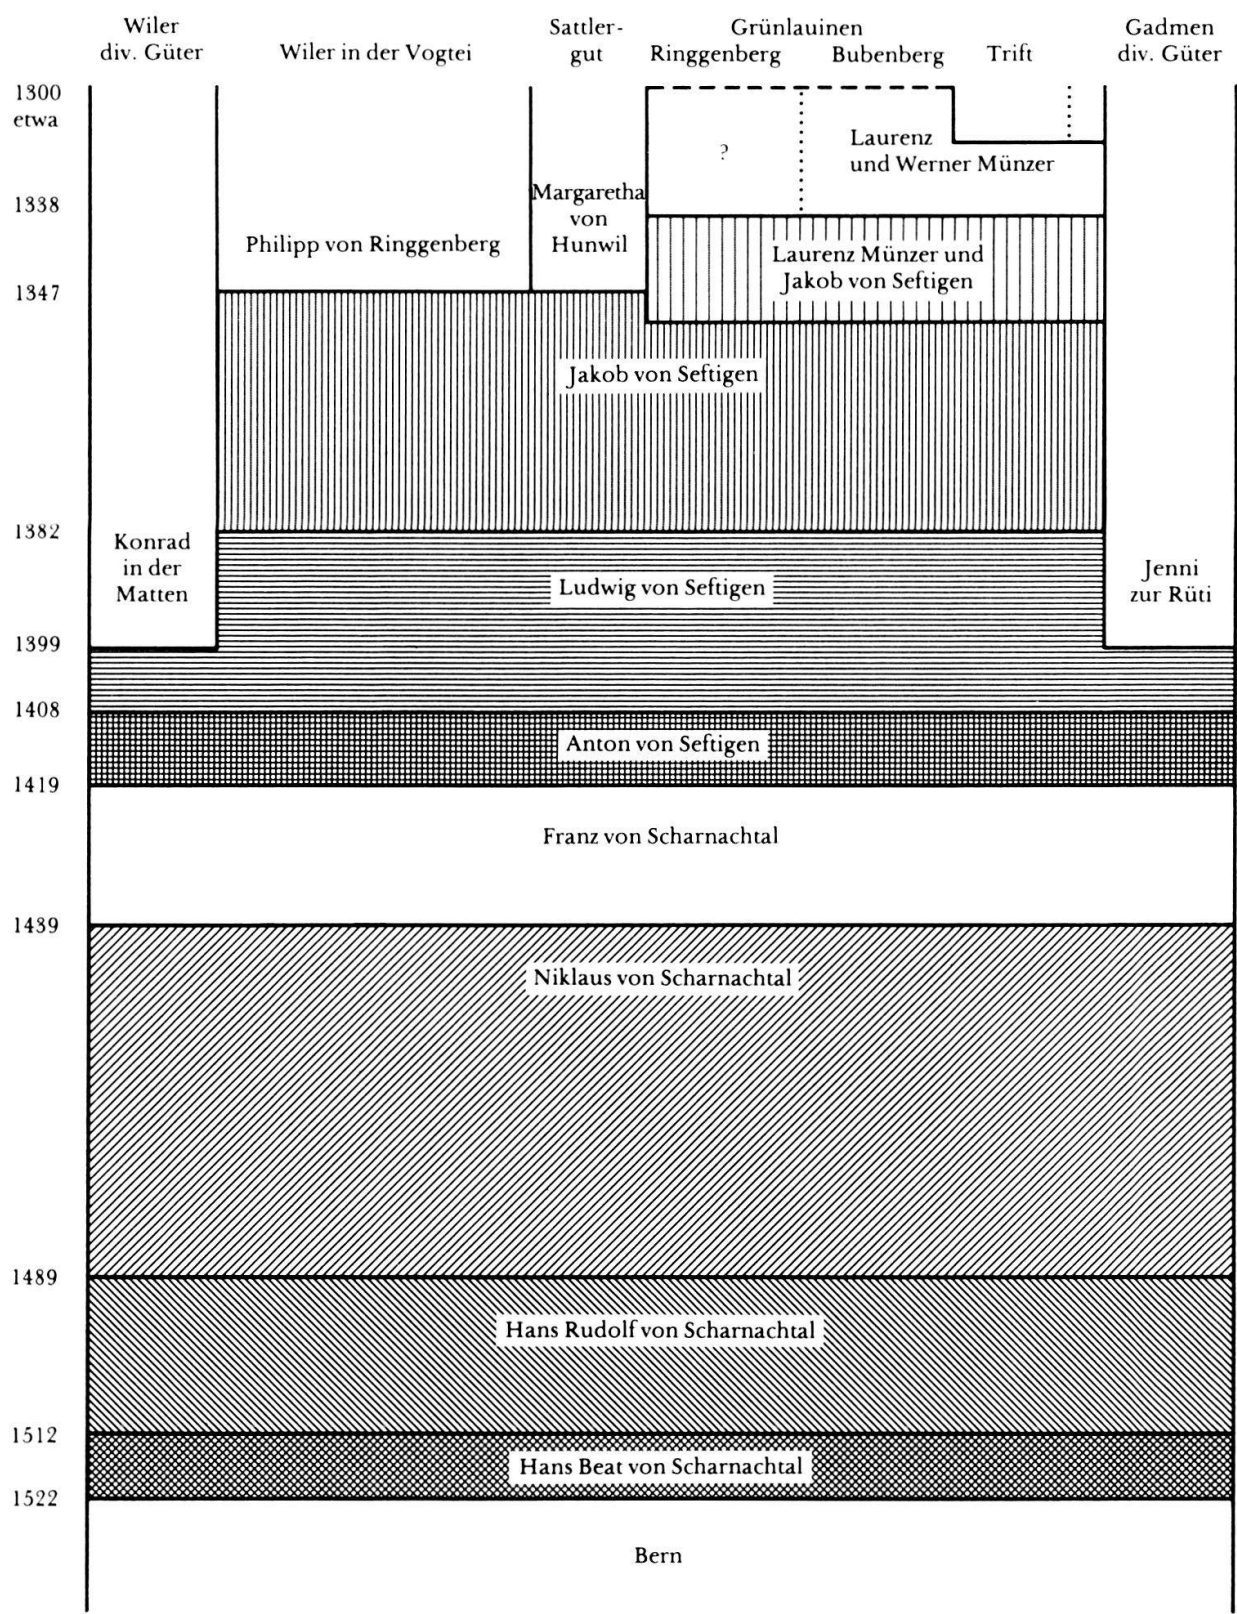 Wiler
div. Güter
Wiler in der Vogtei
Sattler-
gut
Grünlauinen
Ringgenberg
Bubenberg
Trift
Gadmen
div. Güter
1300
etwa
?
Laurenz
und Werner Münzer
1338
Margaretha
von
Hunwil
Philipp von Ringgenberg
Laurenz Münzer und
Jakob von Seftigen
1347
Jakob von Seftigen
1382
Konrad
in der
Matten
Ludwig von Seftigen
Jenni
zur Rüti
1399
1408
Anton von Seftigen
1419
Franz von Scharnachtal
1439
Niklaus von Scharnachtal
1489
Hans Rudolf von Scharnachtal
1512
Hans Beat von Scharnachtal
1522
Bern